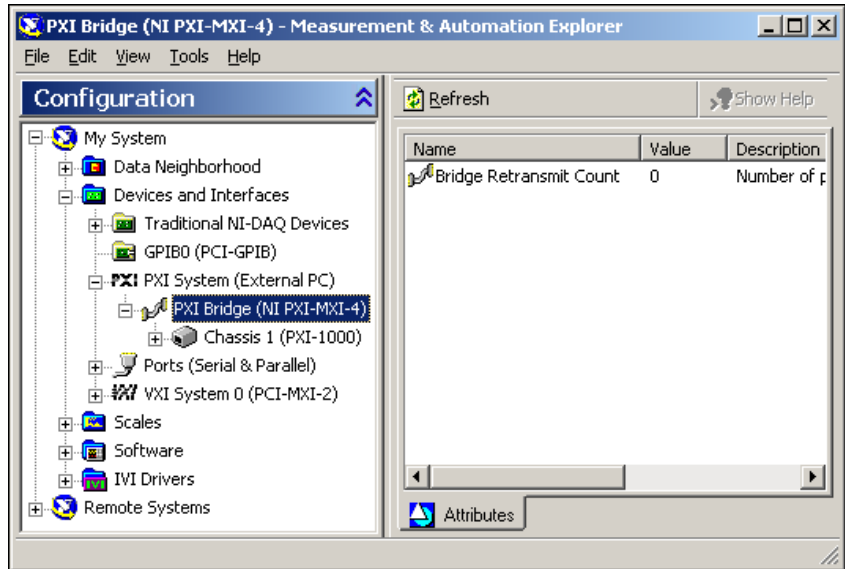 PXI Bridge (NI PXI-MXI-4) - Measurement & Automation Explorer
File Edit View Tools Help
Configuration
My System
Data Neighborhood
Devices and Interfaces
Traditional NI-DAQ Devices
GPIB0 (PCI-GPIB)
PXI PXI System (External PC)
PXI Bridge (NI PXI-MXI-4)
Chassis 1 (PXI-1000)
Ports (Serial & Parallel)
VXI VXI System 0 (PCI-MXI-2)
Scales
Software
IVI IVI Drivers
Remote Systems
Refresh Show Help
Name Value Description
Bridge Retransmit Count 0 Number of
Attributes